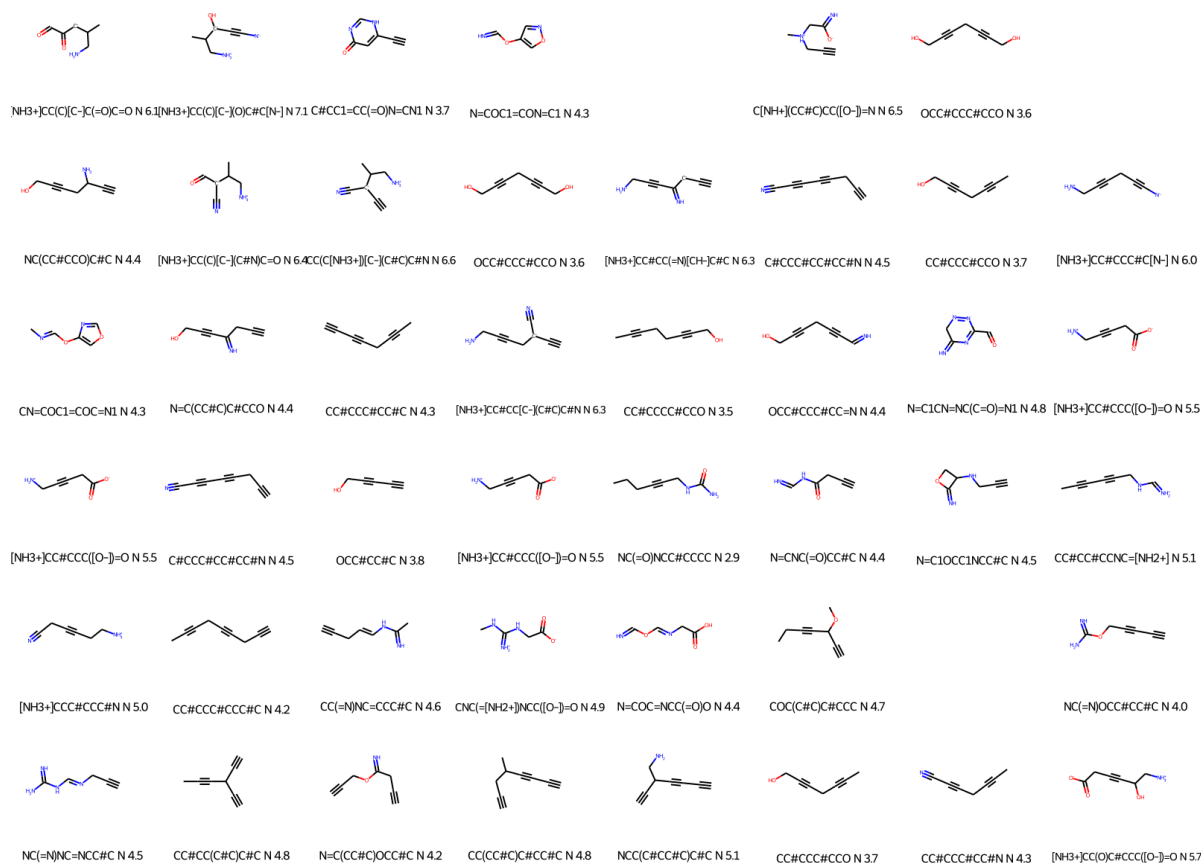 [NH3+]CC(C)[C-]C(=O)C=O N 6.1
[NH3+]CC(C)[C-](O)C#C[N-] N 7.1
C#CC1=CC(=O)N=CN1 N 3.7
N=COC1=CON=C1 N 4.3
C[NH+](CC#C)CC([O-])=N N 6.5
OCC#CCC#CCO N 3.6
NC(CC#CCO)C#C N 4.4
[NH3+]CC(C)[C-](C#N)C=O N 6.4
CC(C[NH3+])[C-](C#C)C#N N 6.6
OCC#CCC#CCO N 3.6
[NH3+]CC#CC(=N)[CH-]C#C N 6.3
C#CCC#CC#CC#N N 4.5
CC#CCC#CCO N 3.7
[NH3+]CC#CCC#C[N-] N 6.0
CN=COC1=COC=N1 N 4.3
N=C(CC#C)C#CCO N 4.4
CC#CCC#CC#C N 4.3
[NH3+]CC#CC[C-](C#C)C#N N 6.3
CC#CCCC#CCO N 3.5
OCC#CCC#CC=N N 4.4
N=C1CN=NC(C=O)=N1 N 4.8
[NH3+]CC#CCC([O-])=O N 5.5
[NH3+]CC#CCC([O-])=O N 5.5
C#CCC#CC#CC#N N 4.5
OCC#CC#C N 3.8
[NH3+]CC#CCC([O-])=O N 5.5
NC(=O)NCC#CCCC N 2.9
N=CNC(=O)CC#C N 4.4
N=C1OCC1NCC#C N 4.5
CC#CC#CCNC=[NH2+] N 5.1
[NH3+]CCC#CCC#N N 5.0
CC#CCC#CCC#C N 4.2
CC(=N)NC=CCC#C N 4.6
CNC(=[NH2+])NCC([O-])=O N 4.9
N=COC=NCC(=O)O N 4.4
COC(C#C)C#CCC N 4.7
NC(=N)OCC#CC#C N 4.0
NC(=N)NC=NCC#C N 4.5
CC#CC(C#C)C#C N 4.8
N=C(CC#C)OCC#C N 4.2
CC(CC#C)C#CC#C N 4.8
NCC(C#CC#C)C#C N 5.1
CC#CCC#CCO N 3.7
CC#CCC#CC#N N 4.3
[NH3+]CC(O)C#CCC([O-])=O N 5.7